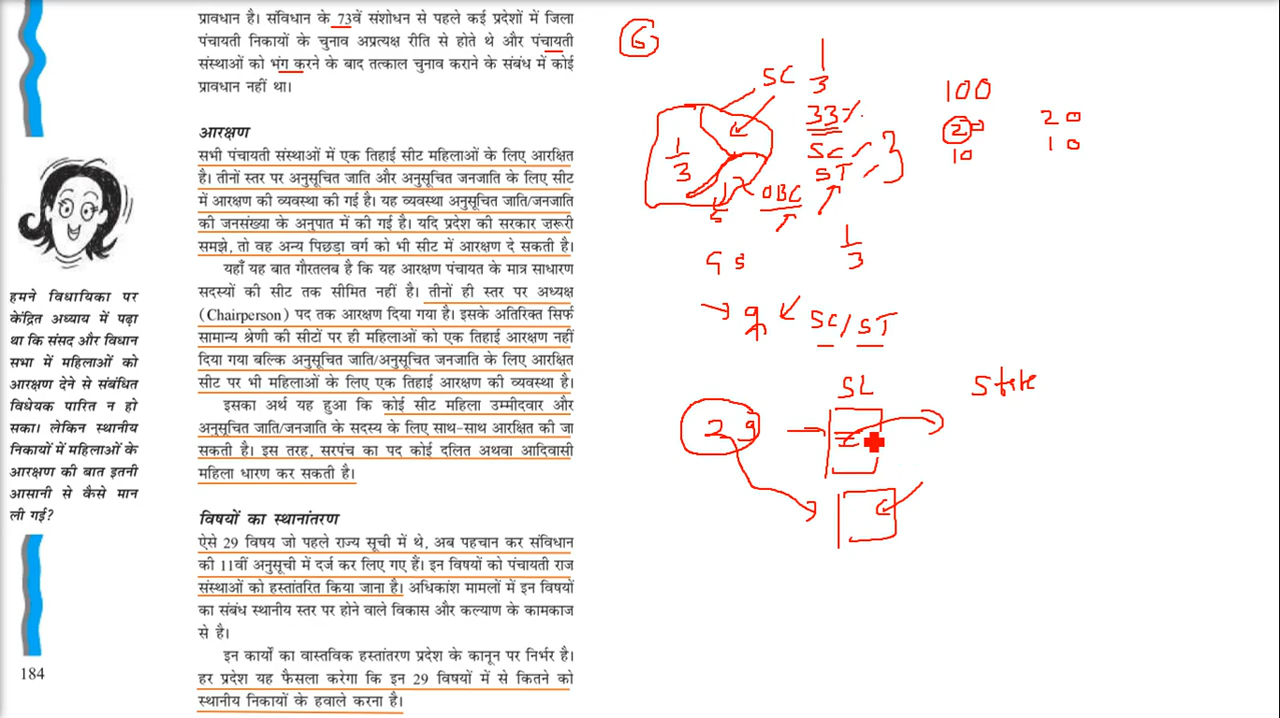 प्रावधान है। संविधान के 73वें संशोधन से पहले कई प्रदेशों में जिला
पंचायती निकायों के चुनाव अप्रत्यक्ष रीति से होते थे और पंचायती
संस्थाओं को भंग करने के बाद तत्काल चुनाव कराने के संबंध में कोई
प्रावधान नहीं था।
आरक्षण
सभी पंचायती संस्थाओं में एक तिहाई सीट महिलाओं के लिए आरक्षित
है। तीनों स्तर पर अनुसूचित जाति और अनुसूचित जनजाति के लिए सीट
में आरक्षण की व्यवस्था की गई है। यह व्यवस्था अनुसूचित जाति/जनजाति
की जनसंख्या के अनुपात में की गई है। यदि प्रदेश की सरकार ज़रूरी
समझे, तो वह अन्य पिछड़ा वर्ग को भी सीट में आरक्षण दे सकती है।
यहाँ यह बात गौरतलब है कि यह आरक्षण पंचायत के मात्र साधारण
सदस्यों की सीट तक सीमित नहीं है। तीनों ही स्तर पर अध्यक्ष
(Chairperson) पद तक आरक्षण दिया गया है। इसके अतिरिक्त सिर्फ
सामान्य श्रेणी की सीटों पर ही महिलाओं को एक तिहाई आरक्षण नहीं
दिया गया बल्कि अनुसूचित जाति/अनुसूचित जनजाति के लिए आरक्षित
सीट पर भी महिलाओं के लिए एक तिहाई आरक्षण की व्यवस्था है।
इसका अर्थ यह हुआ कि कोई सीट महिला उम्मीदवार और
अनुसूचित जाति/जनजाति के सदस्य के लिए साथ-साथ आरक्षित की जा
सकती है। इस तरह, सरपंच का पद कोई दलित अथवा आदिवासी
महिला धारण कर सकती है।
विषयों का स्थानांतरण
ऐसे 29 विषय जो पहले राज्य सूची में थे, अब पहचान कर संविधान
की 11वीं अनुसूची में दर्ज कर लिए गए हैं। इन विषयों को पंचायती राज
संस्थाओं को हस्तांतरित किया जाना है। अधिकांश मामलों में इन विषयों
का संबंध स्थानीय स्तर पर होने वाले विकास और कल्याण के कामकाज
से है।
इन कार्यों का वास्तविक हस्तांतरण प्रदेश के कानून पर निर्भर है।
हर प्रदेश यह फैसला करेगा कि इन 29 विषयों में से कितने को
स्थानीय निकायों के हवाले करना है।
हमने विधायिका पर
केंद्रित अध्याय में पढ़ा
था कि संसद और विधान
सभा में महिलाओं को
आरक्षण देने से संबंधित
विधेयक पारित न हो
सका। लेकिन स्थानीय
निकायों में महिलाओं के
आरक्षण की बात इतनी
आसानी से कैसे मान
ली गई?
184
6
SC
1
3
33%
SC
ST
1
3
OBC
100
2
10
20
10
1
3
SC/ST
SL
State
29